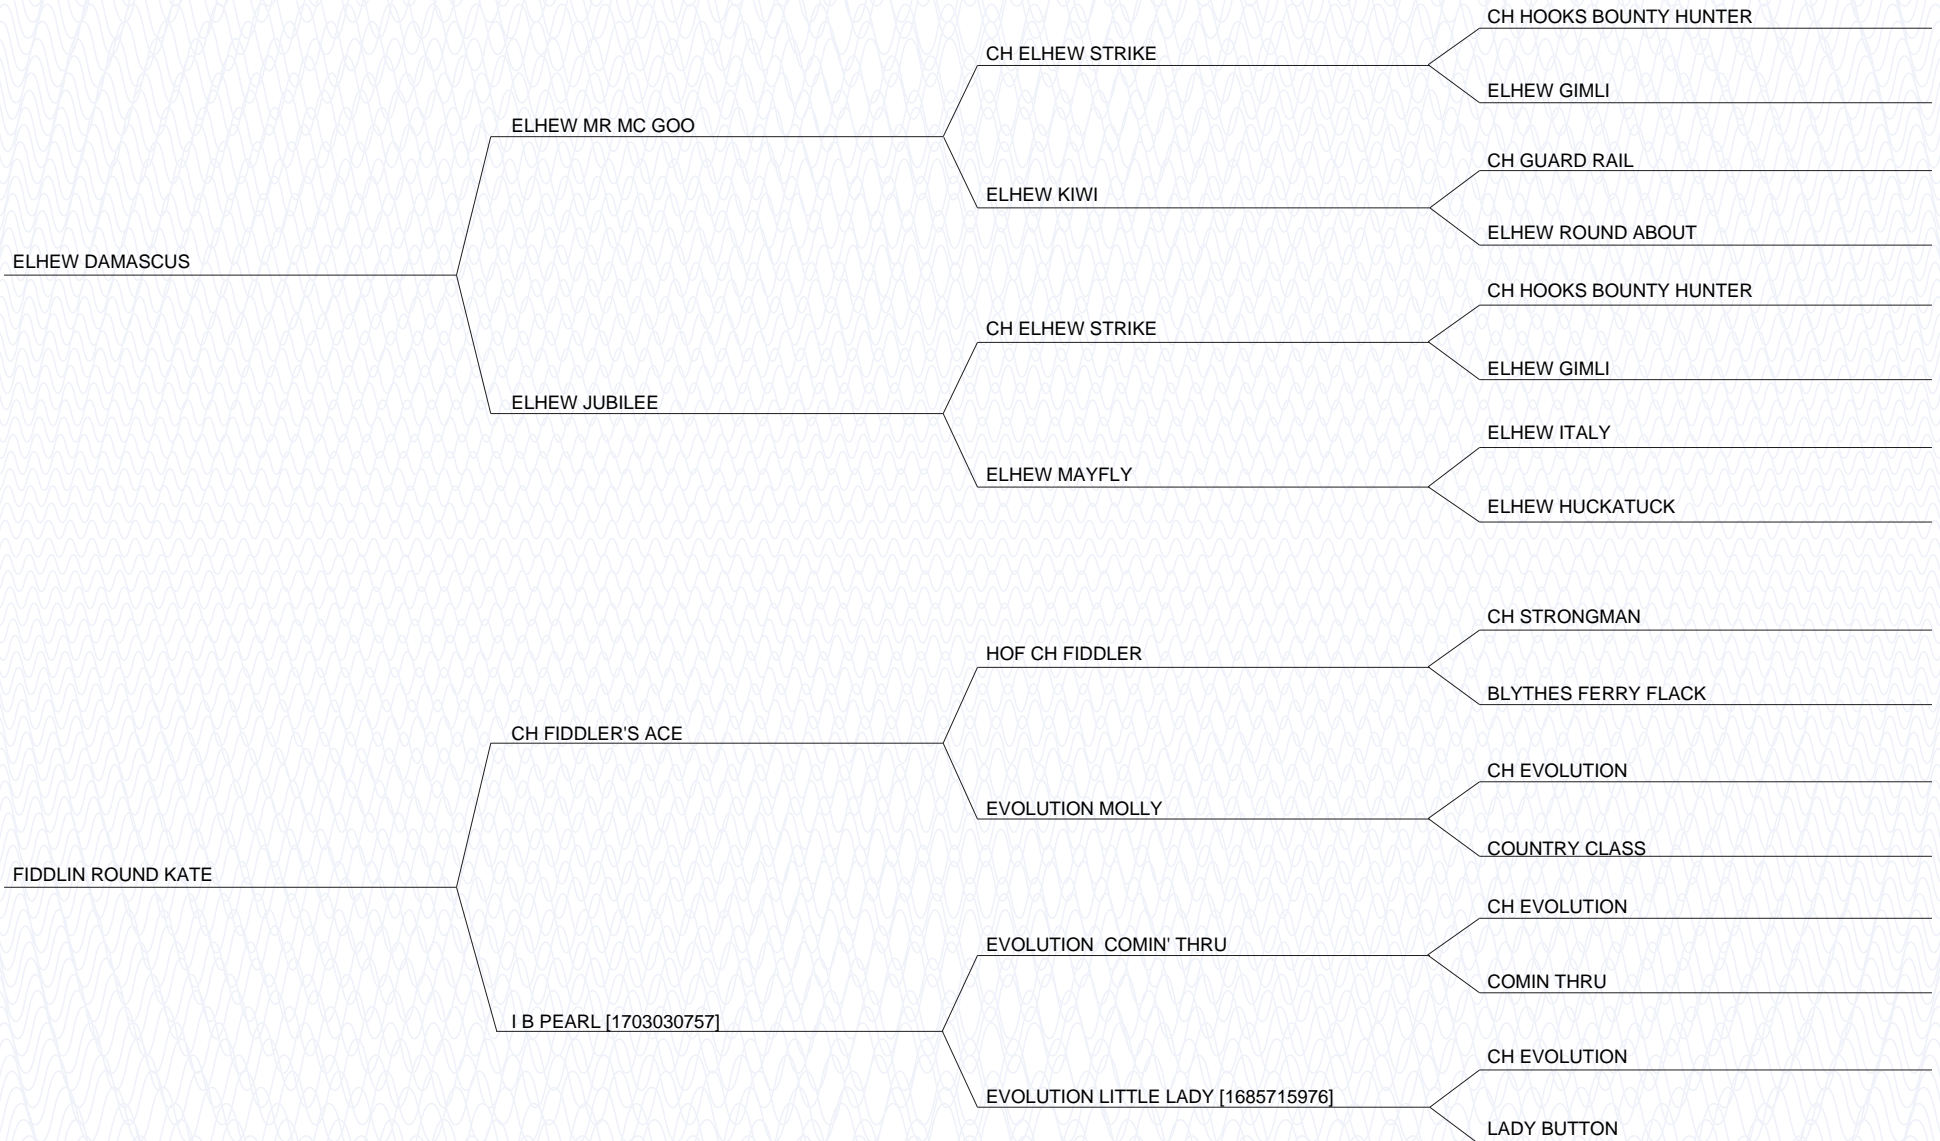 CH HOOKS BOUNTY HUNTER
CH ELHEW STRIKE
ELHEW GIMLI
ELHEW MR MC GOO
CH GUARD RAIL
ELHEW KIWI
ELHEW ROUND ABOUT
ELHEW DAMASCUS
CH HOOKS BOUNTY HUNTER
CH ELHEW STRIKE
ELHEW GIMLI
ELHEW JUBILEE
ELHEW ITALY
ELHEW MAYFLY
ELHEW HUCKATUCK
CH STRONGMAN
HOF CH FIDDLER
BLYTHES FERRY FLACK
CH FIDDLER'S ACE
CH EVOLUTION
EVOLUTION MOLLY
COUNTRY CLASS
FIDDLIN ROUND KATE
CH EVOLUTION
EVOLUTION  COMIN' THRU
COMIN THRU
I B PEARL [1703030757]
CH EVOLUTION
EVOLUTION LITTLE LADY [1685715976]
LADY BUTTON